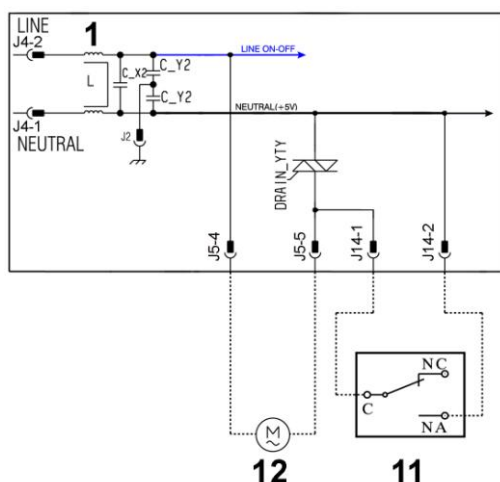 LINE
J4-2
1
LINE ON-OFF
C_X2
C_Y2
L
C_Y2
NEUTRAL(+5V)
J4-1
NEUTRAL
J2
DRAIN_YTY
J5-4
J5-5
J14-1
J14-2
NC
C
NA
M
12
11